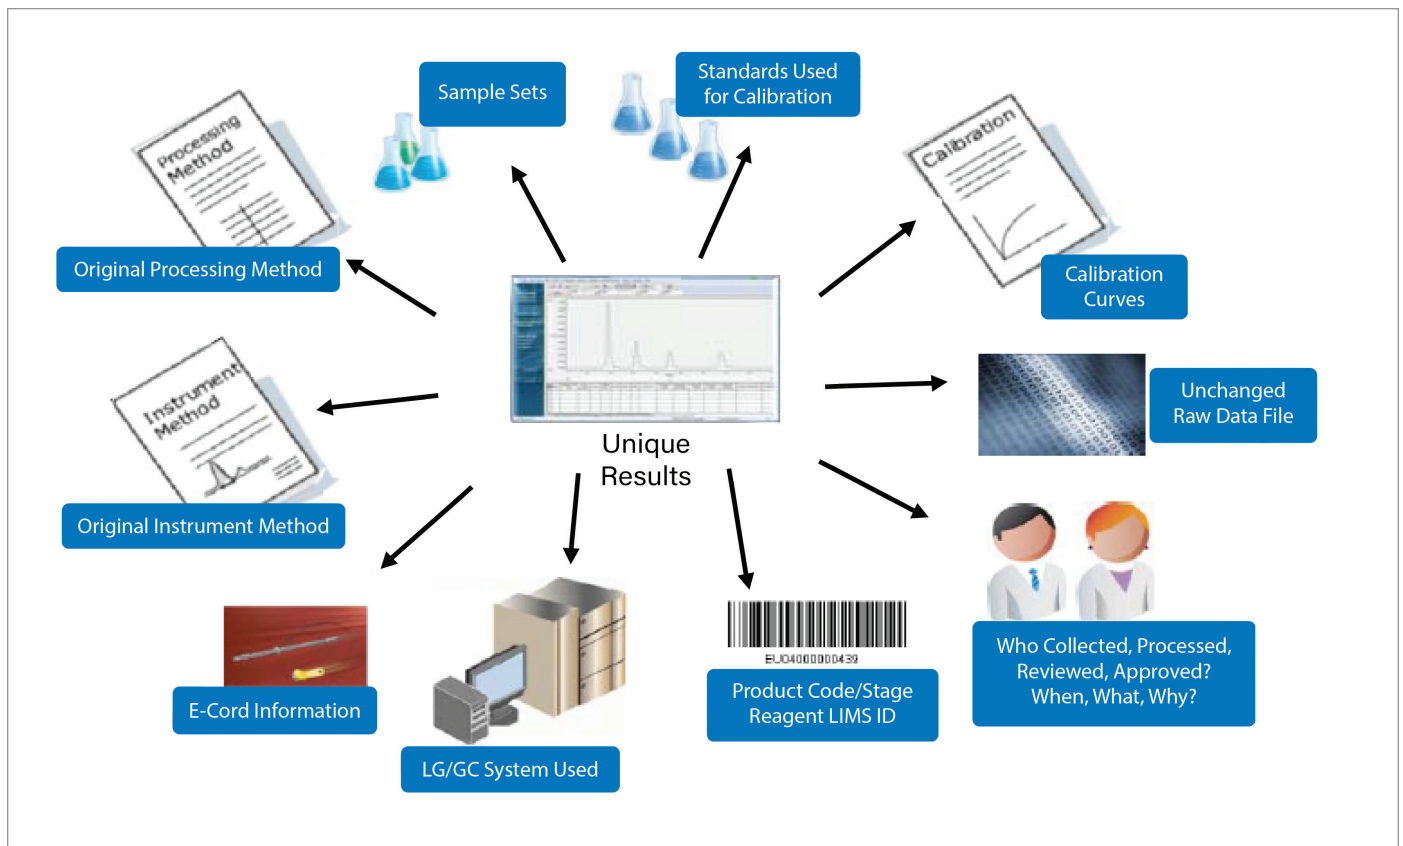 Sample Sets
Standards Used
for Calibration
Processing
Method
Calibration
Original Processing Method
Calibration
Curves
Instrument
Method
Unchanged
Raw Data File
Unique
Results
Original Instrument Method
EU04000000439
Who Collected, Processed,
Reviewed, Approved?
When, What, Why?
Product Code/Stage
Reagent LIMS ID
E-Cord Information
LG/GC System Used